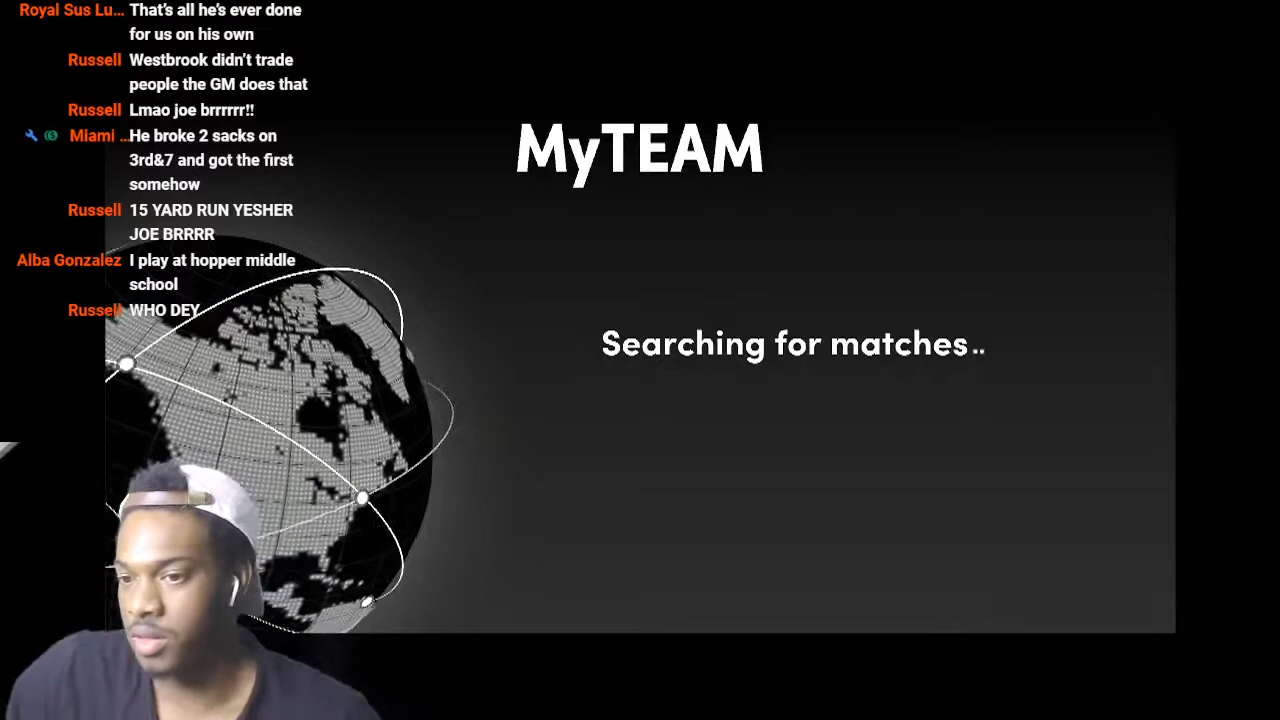 Royal Sus Lu... That's all he's ever done
for us on his own
Russell Westbrook didn't trade
people the GM does that
Russell Lmao joe brrrrrr!!
Miami ... He broke 2 sacks on
3rd&7 and got the first
somehow
Russell 15 YARD RUN YESHER
JOE BRRRR
Alba Gonzalez I play at hopper middle
school
Russell WHO DEY
MyTEAM
Searching for matches..